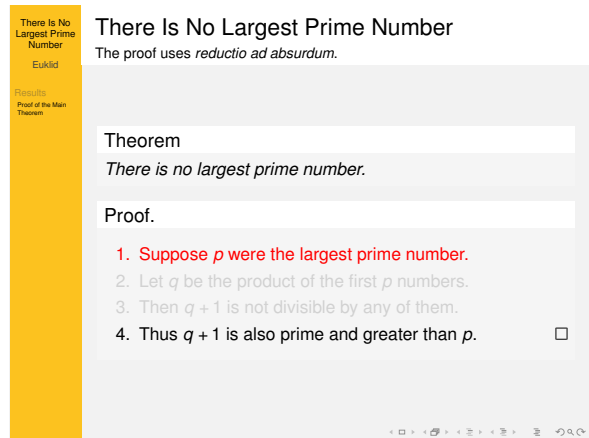 There Is No
Largest Prime
Number
Euklid
Results
Proof of the Main
Theorem
There Is No Largest Prime Number
The proof uses reductio ad absurdum.
Theorem
There is no largest prime number.
Proof.
1. Suppose p were the largest prime number.
2. Let q be the product of the first p numbers.
3. Then q + 1 is not divisible by any of them.
4. Thus q + 1 is also prime and greater than p. □